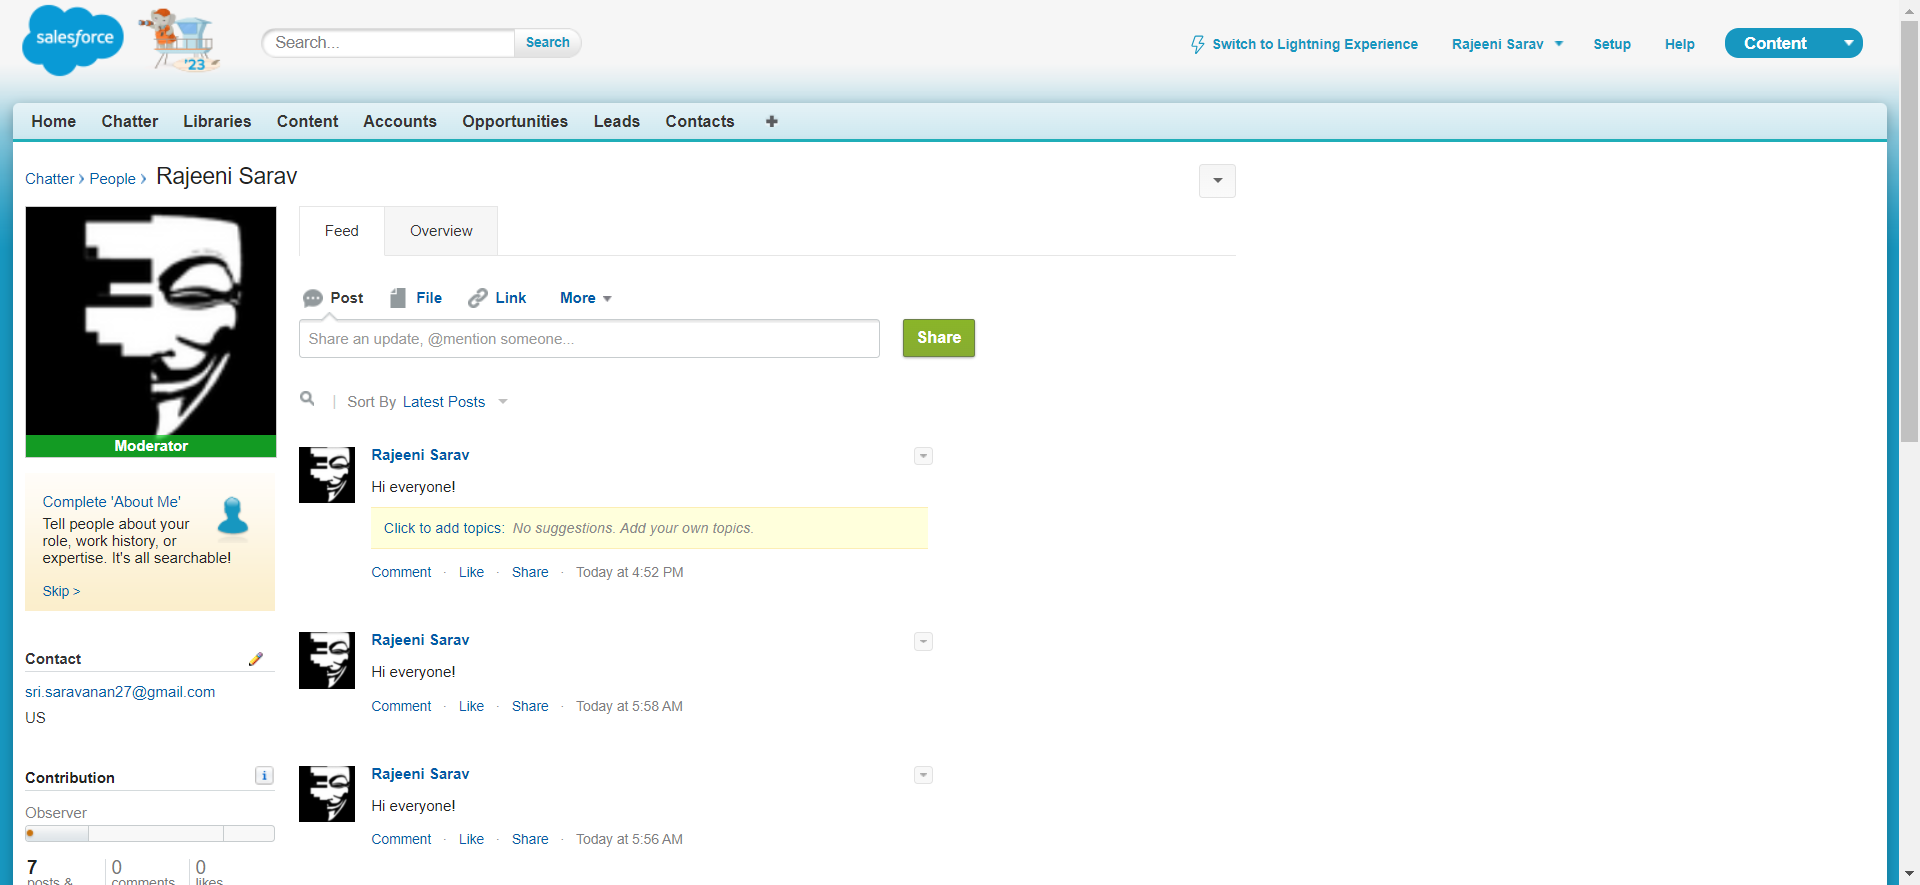 salesforce
'23
Search...
Search
Switch to Lightning Experience
Rajeeni Sarav
Setup
Help
Content
Home
Chatter
Libraries
Content
Accounts
Opportunities
Leads
Contacts
Chatter › People › Rajeeni Sarav
Moderator
Complete 'About Me'
Tell people about your
role, work history, or
expertise. It's all searchable!
Skip >
Contact
sri.saravanan27@gmail.com
US
Contribution
Observer
7
posts &
0
comments
0
likes
Feed
Overview
Post
File
Link
More
Share an update, @mention someone...
Share
| Sort By Latest Posts
Rajeeni Sarav
Hi everyone!
Click to add topics: No suggestions. Add your own topics.
Comment · Like · Share · Today at 4:52 PM
Rajeeni Sarav
Hi everyone!
Comment · Like · Share · Today at 5:58 AM
Rajeeni Sarav
Hi everyone!
Comment · Like · Share · Today at 5:56 AM